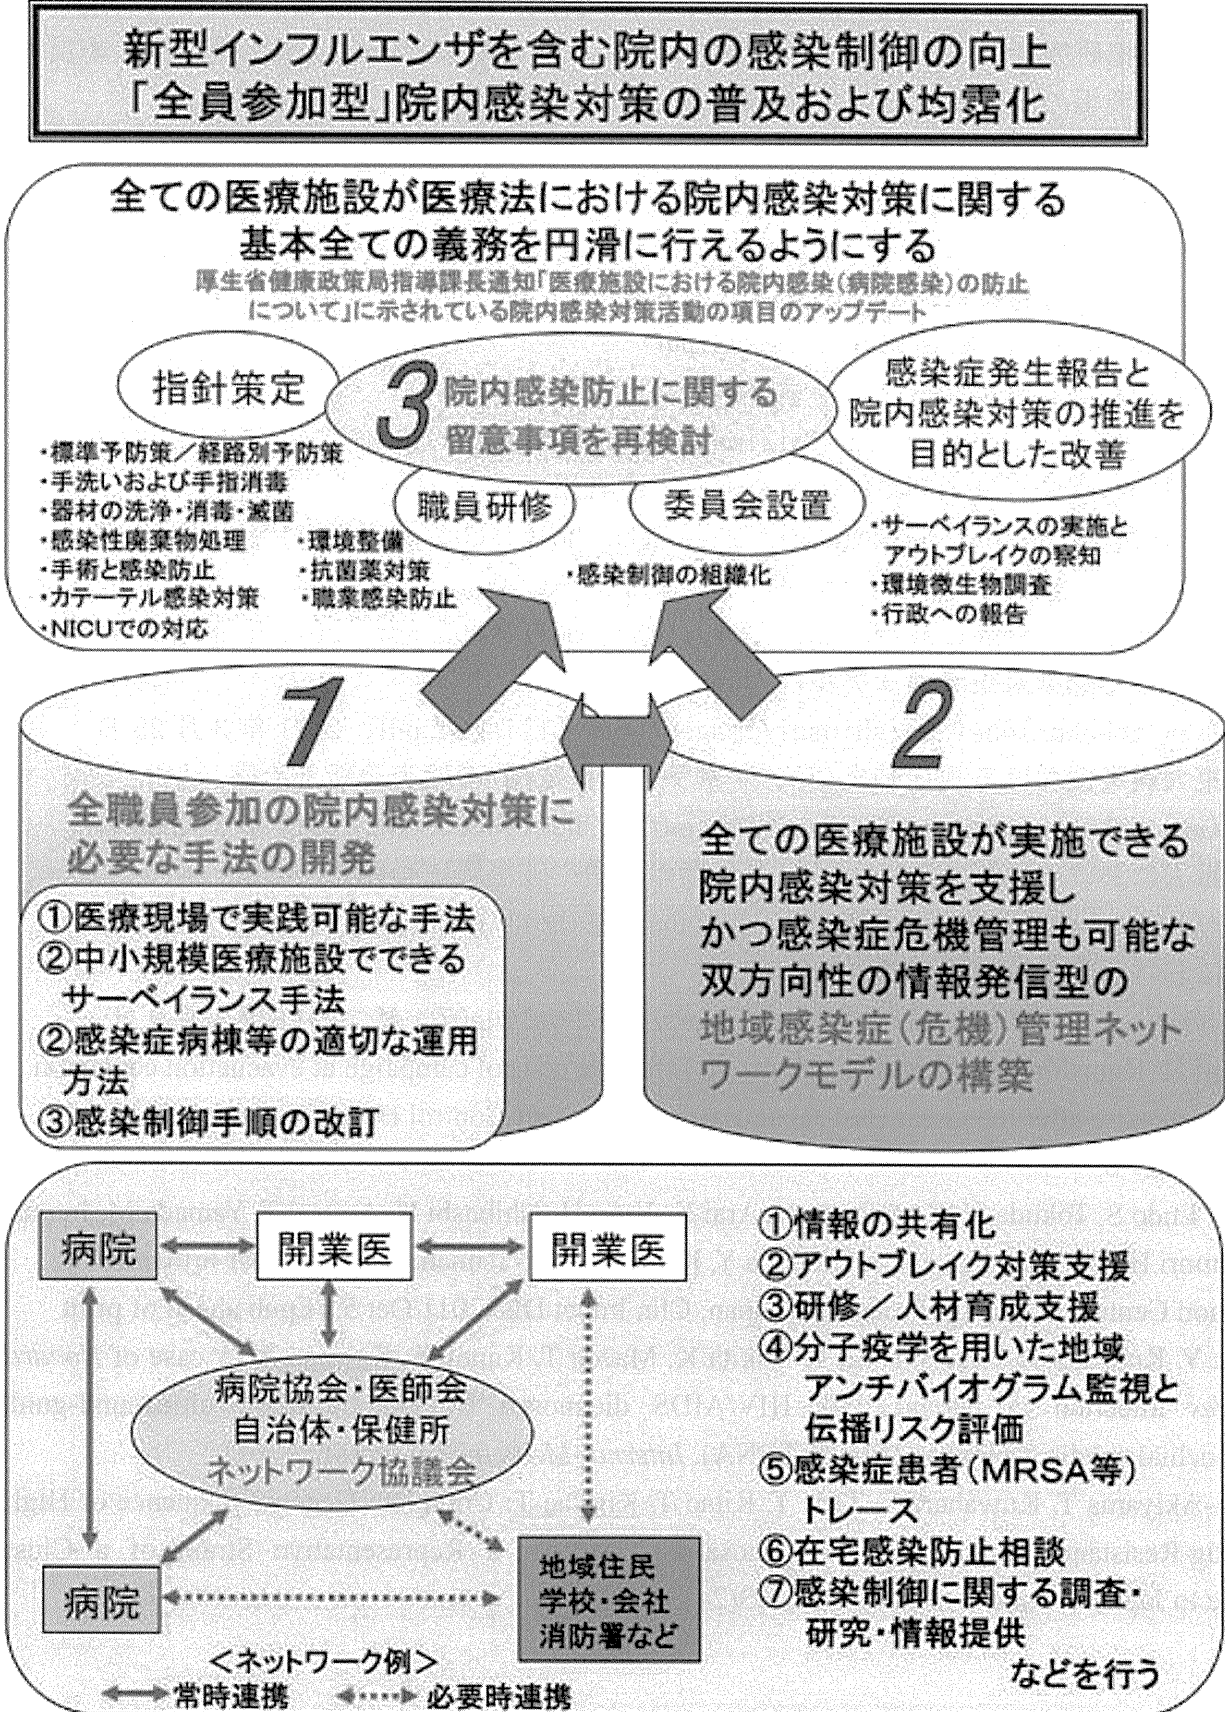 新型インフルエンザを含む院内の感染制御の向上
「全員参加型」院内感染対策の普及および均霑化
全ての医療施設が医療法における院内感染対策に関する
基本全ての義務を円滑に行えるようにする
厚生省健康政策局指導課長通知「医療施設における院内感染(病院感染)の防止
について」に示されている院内感染対策活動の項目のアップデート
指針策定
3 院内感染防止に関する
留意事項を再検討
感染症発生報告と
院内感染対策の推進を
目的とした改善
職員研修
委員会設置
・標準予防策/経路別予防策
・手洗いおよび手指消毒
・器材の洗浄・消毒・滅菌
・感染性廃棄物処理
・手術と感染防止
・カテーテル感染対策
・NICUでの対応
・環境整備
・抗菌薬対策
・職業感染防止
・感染制御の組織化
・サーベイランスの実施と
アウトブレイクの察知
・環境微生物調査
・行政への報告
1
全職員参加の院内感染対策に
必要な手法の開発
①医療現場で実践可能な手法
②中小規模医療施設でできる
サーベイランス手法
②感染症病棟等の適切な運用
方法
③感染制御手順の改訂
2
全ての医療施設が実施できる
院内感染対策を支援し
かつ感染症危機管理も可能な
双方向性の情報発信型の
地域感染症(危機)管理ネット
ワークモデルの構築
病院
開業医
開業医
病院協会・医師会
自治体・保健所
ネットワーク協議会
病院
地域住民
学校・会社
消防署など
<ネットワーク例>
常時連携
必要時連携
①情報の共有化
②アウトブレイク対策支援
③研修/人材育成支援
④分子疫学を用いた地域
アンチバイオグラム監視と
伝播リスク評価
⑤感染症患者(MRSA等)
トレース
⑥在宅感染防止相談
⑦感染制御に関する調査・
研究・情報提供
などを行う